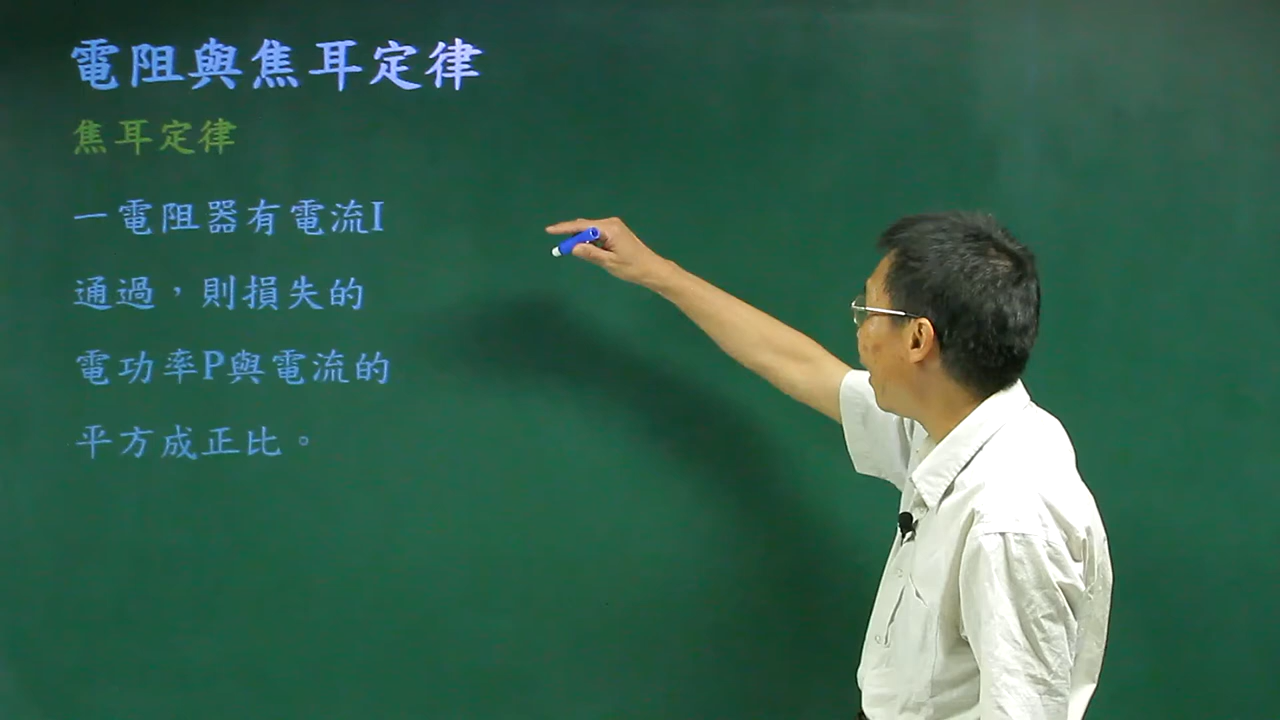 電阻與焦耳定律
焦耳定律
一電阻器有電流I
通過，則損失的
電功率P與電流的
平方成正比。